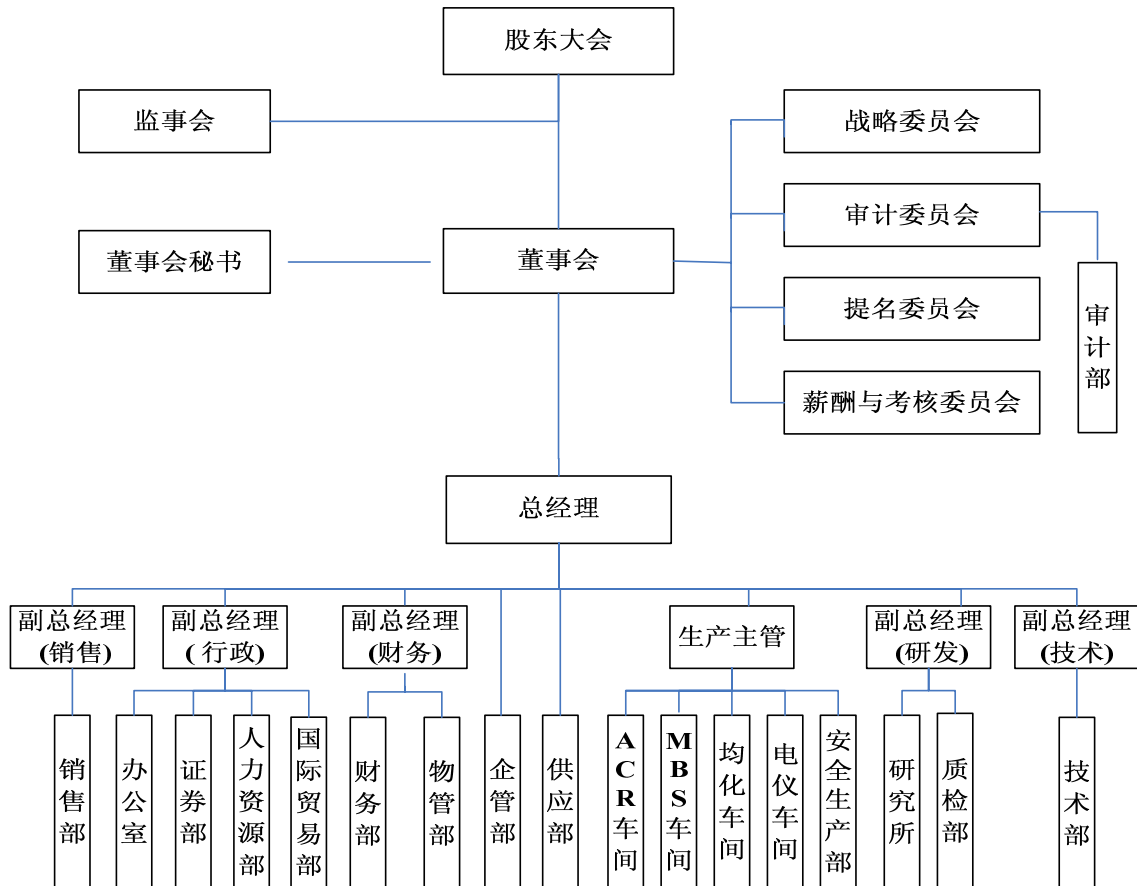 股东大会
监事会
战略委员会
审计委员会
董事会秘书
董事会
提名委员会
审计部
薪酬与考核委员会
总经理
副总经理
(销售)
副总经理
(行政)
副总经理
(财务)
生产主管
副总经理
(研发)
副总经理
(技术)
销售部
办公室
证券部
人力资源部
国际贸易部
财务部
物管部
企管部
供应部
ACR车间
MBS车间
均化车间
电仪车间
安全生产部
研究所
质检部
技术部